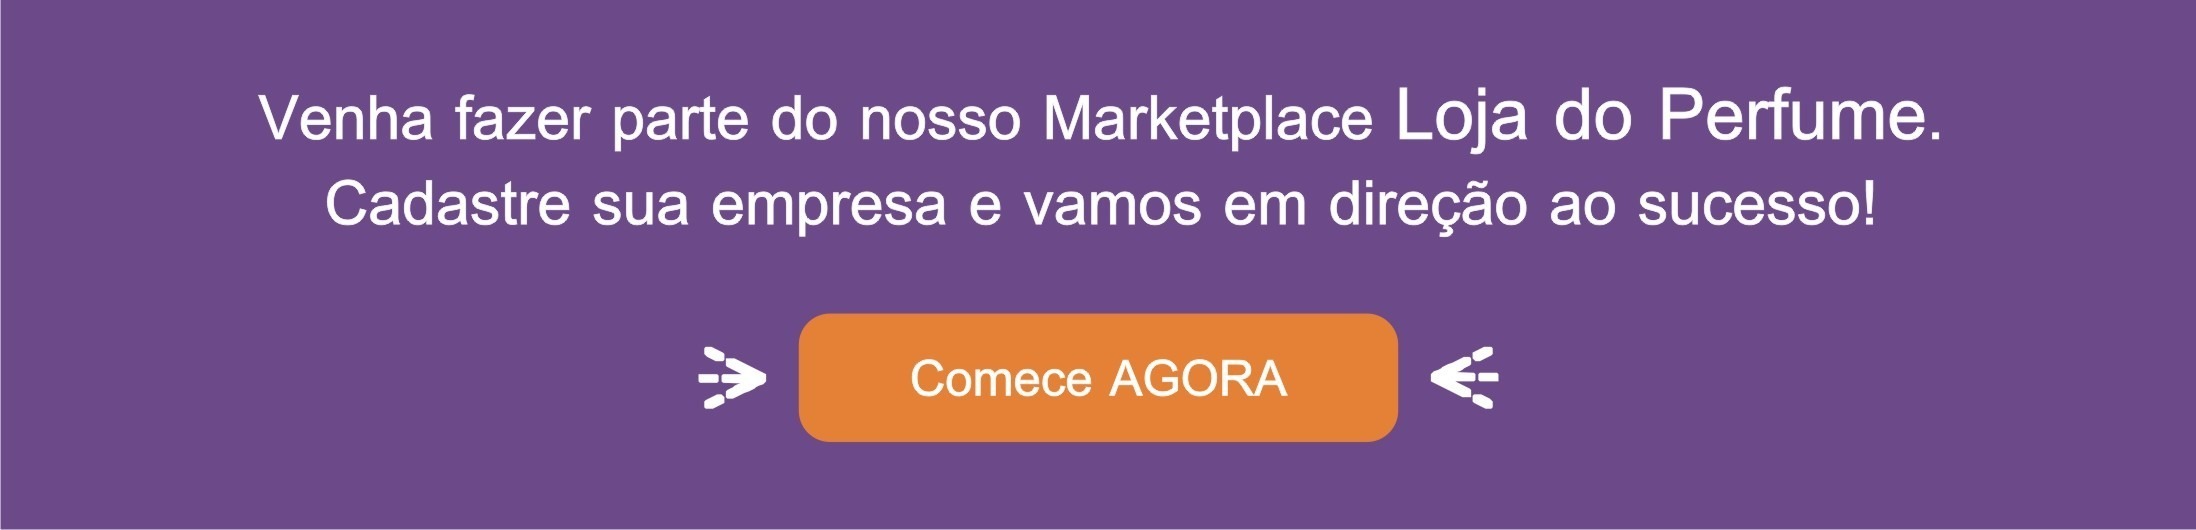 Venha fazer parte do nosso Marketplace Loja do Perfume.
Cadastre sua empresa e vamos em direção ao sucesso!
Comece AGORA